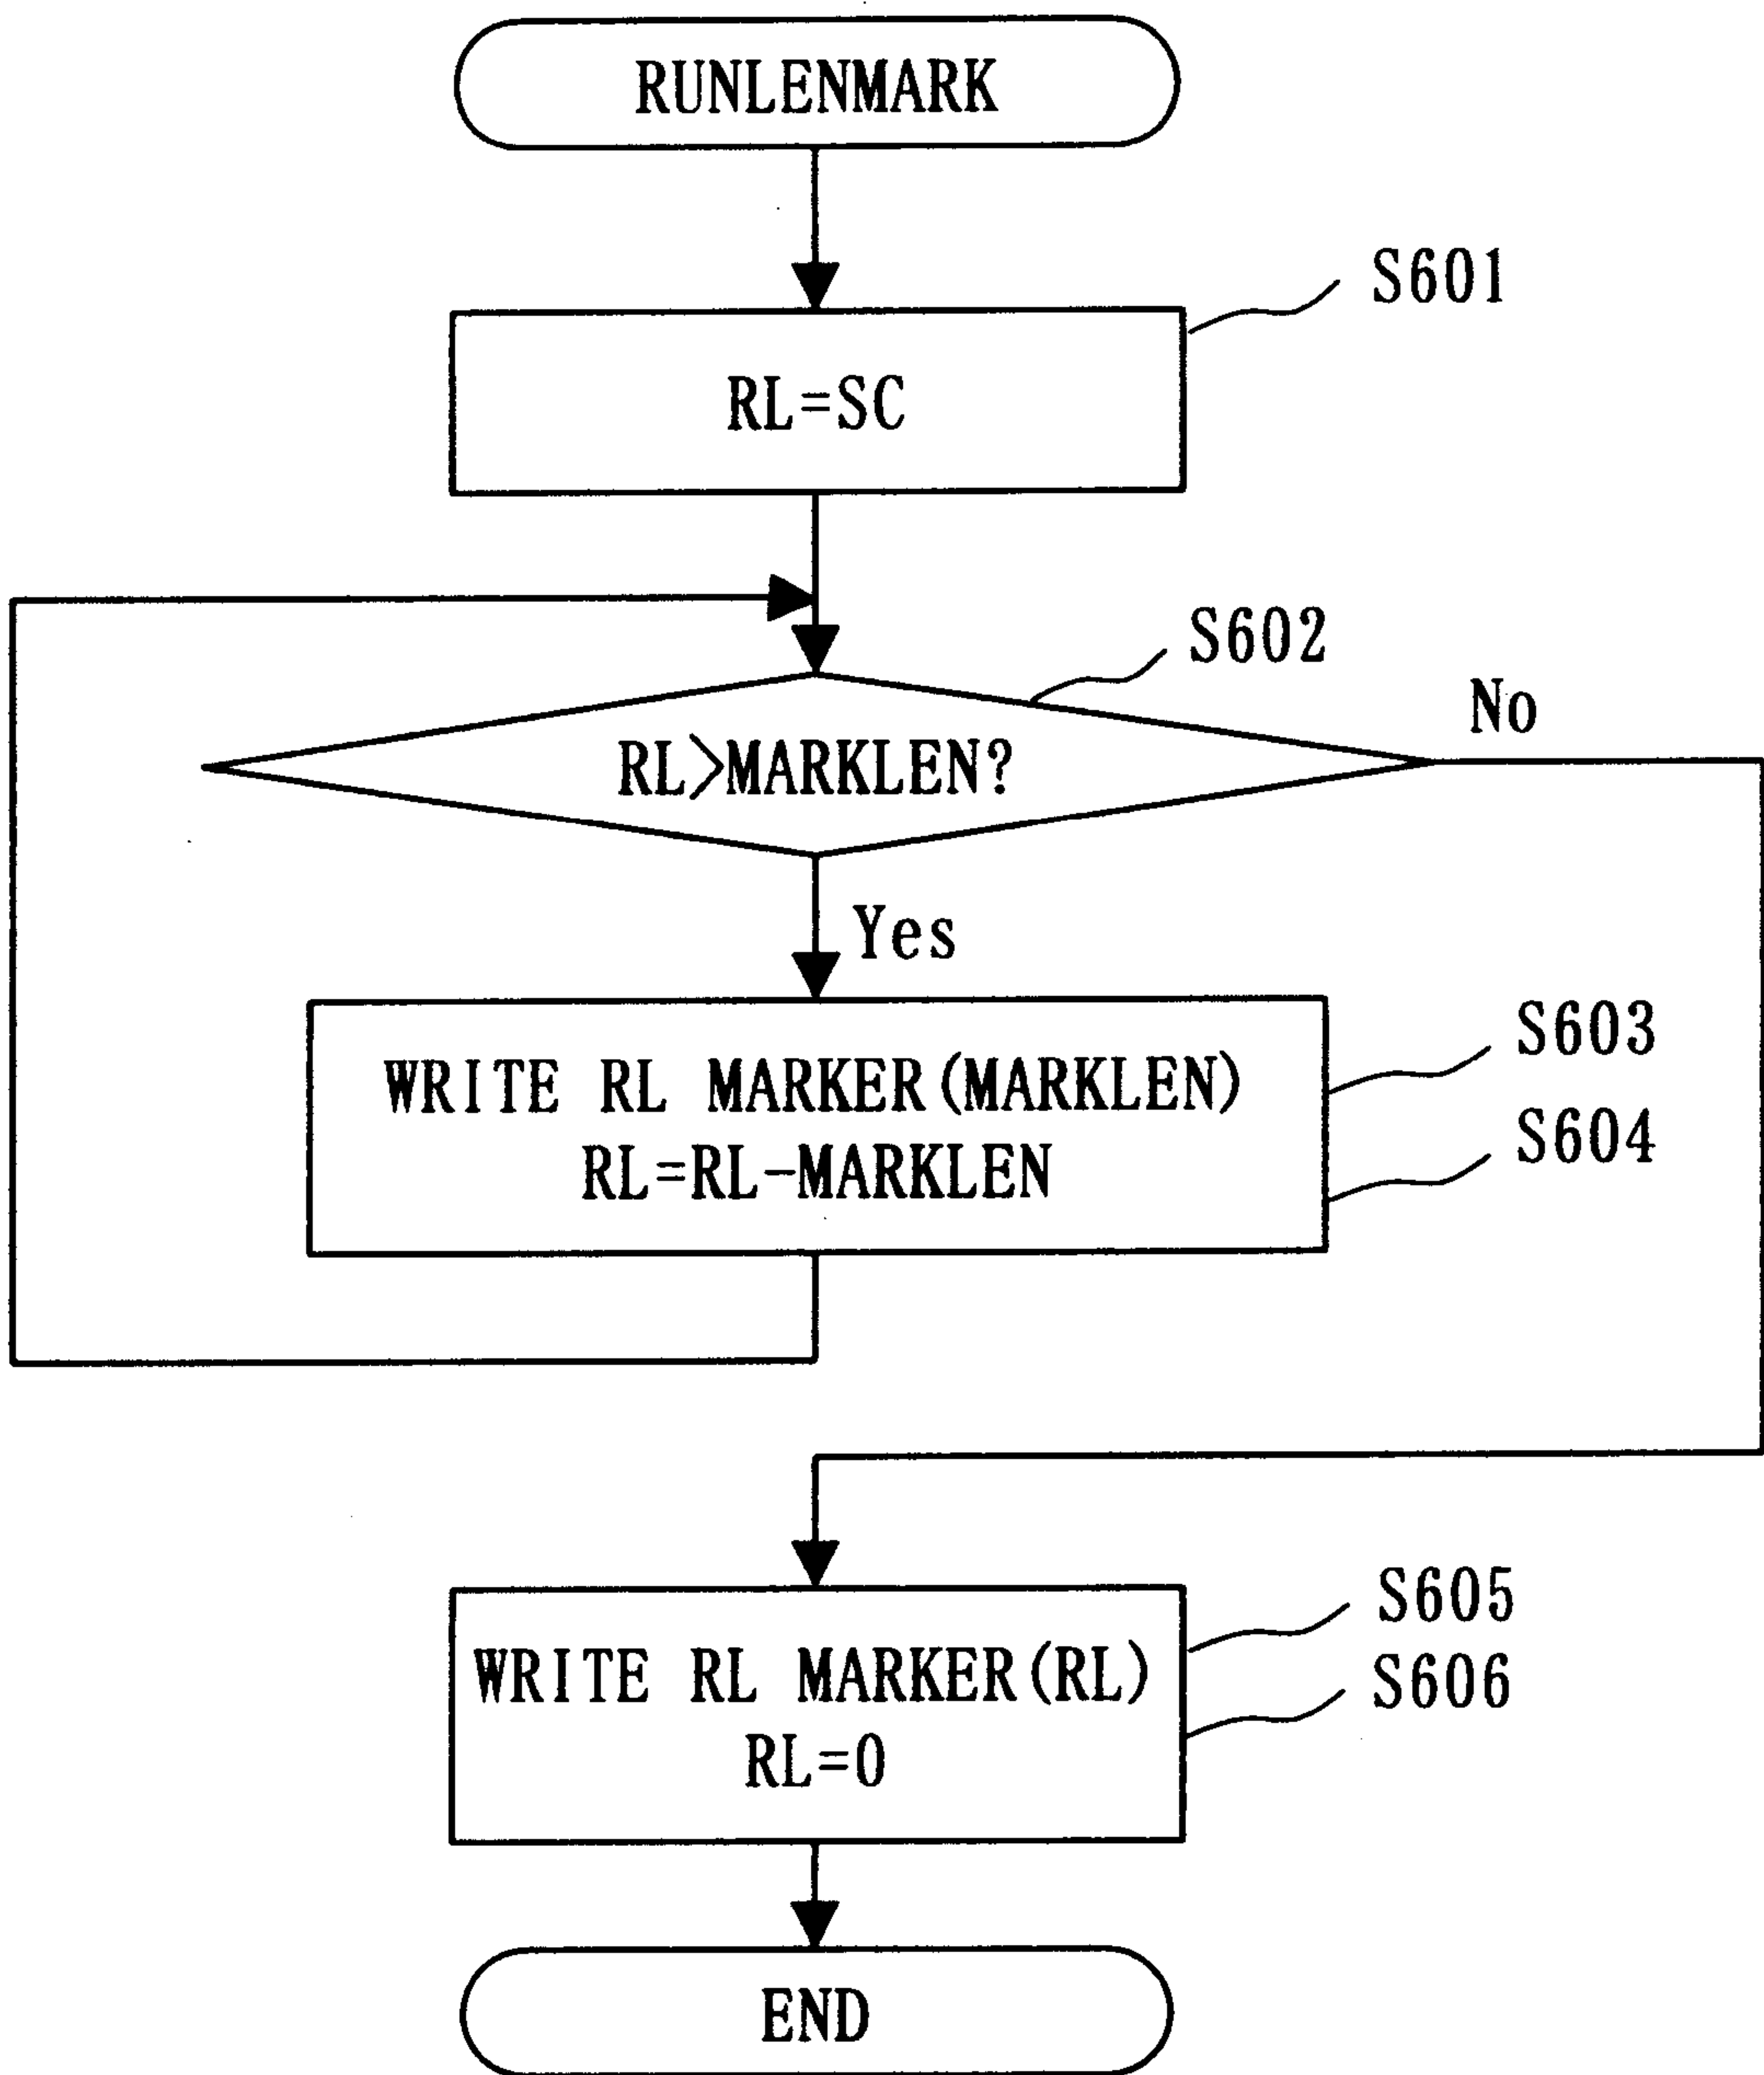 RUNLENMARK
S601
RL=SC
S602
No
RL>MARKLEN?
Yes
S603
WRITE RL MARKER(MARKLEN)
S604
RL=RL-MARKLEN
S605
WRITE RL MARKER(RL)
S606
RL=0
END